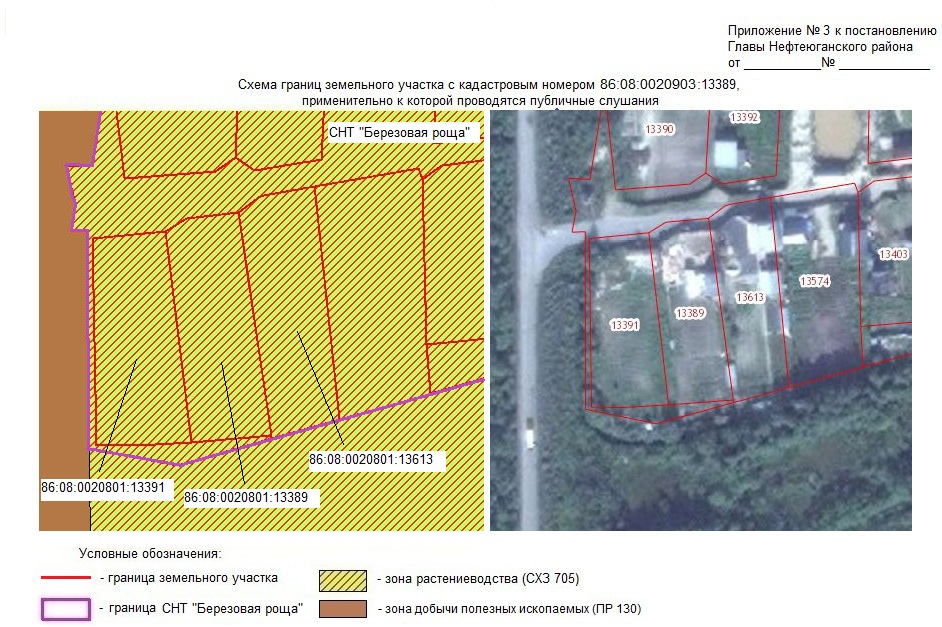 Приложение № 3 к постановлению
Главы Нефтеюганского района
от ____________№ ______________
Схема границ земельного участка с кадастровым номером 86:08:0020903:13389,
применительно к которой проводятся публичные слушания
СНТ "Березовая роща"
86:08:0020801:13613
86:08:0020801:13391
86:08:0020801:13389
13390
13392
13403
13574
13613
13389
13391
Условные обозначения:
- граница земельного участка
- зона растениеводства (СХЗ 705)
- граница СНТ "Березовая роща"
- зона добычи полезных ископаемых (ПР 130)